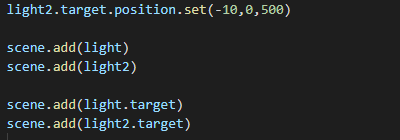 light2.target.position.set(-10,0,500)
scene.add(light)
scene.add(light2)
scene.add(light.target)
scene.add(light2.target)